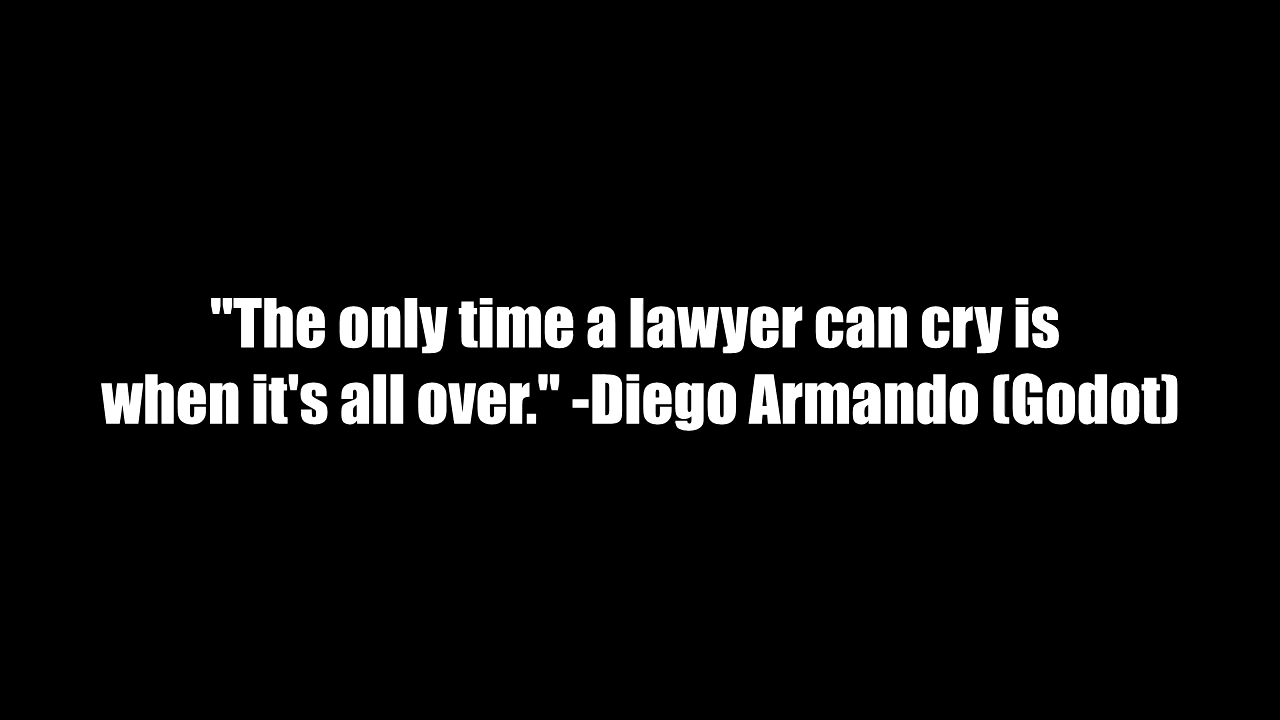 "The only time a lawyer can cry is
when it's all over." -Diego Armando (Godot)